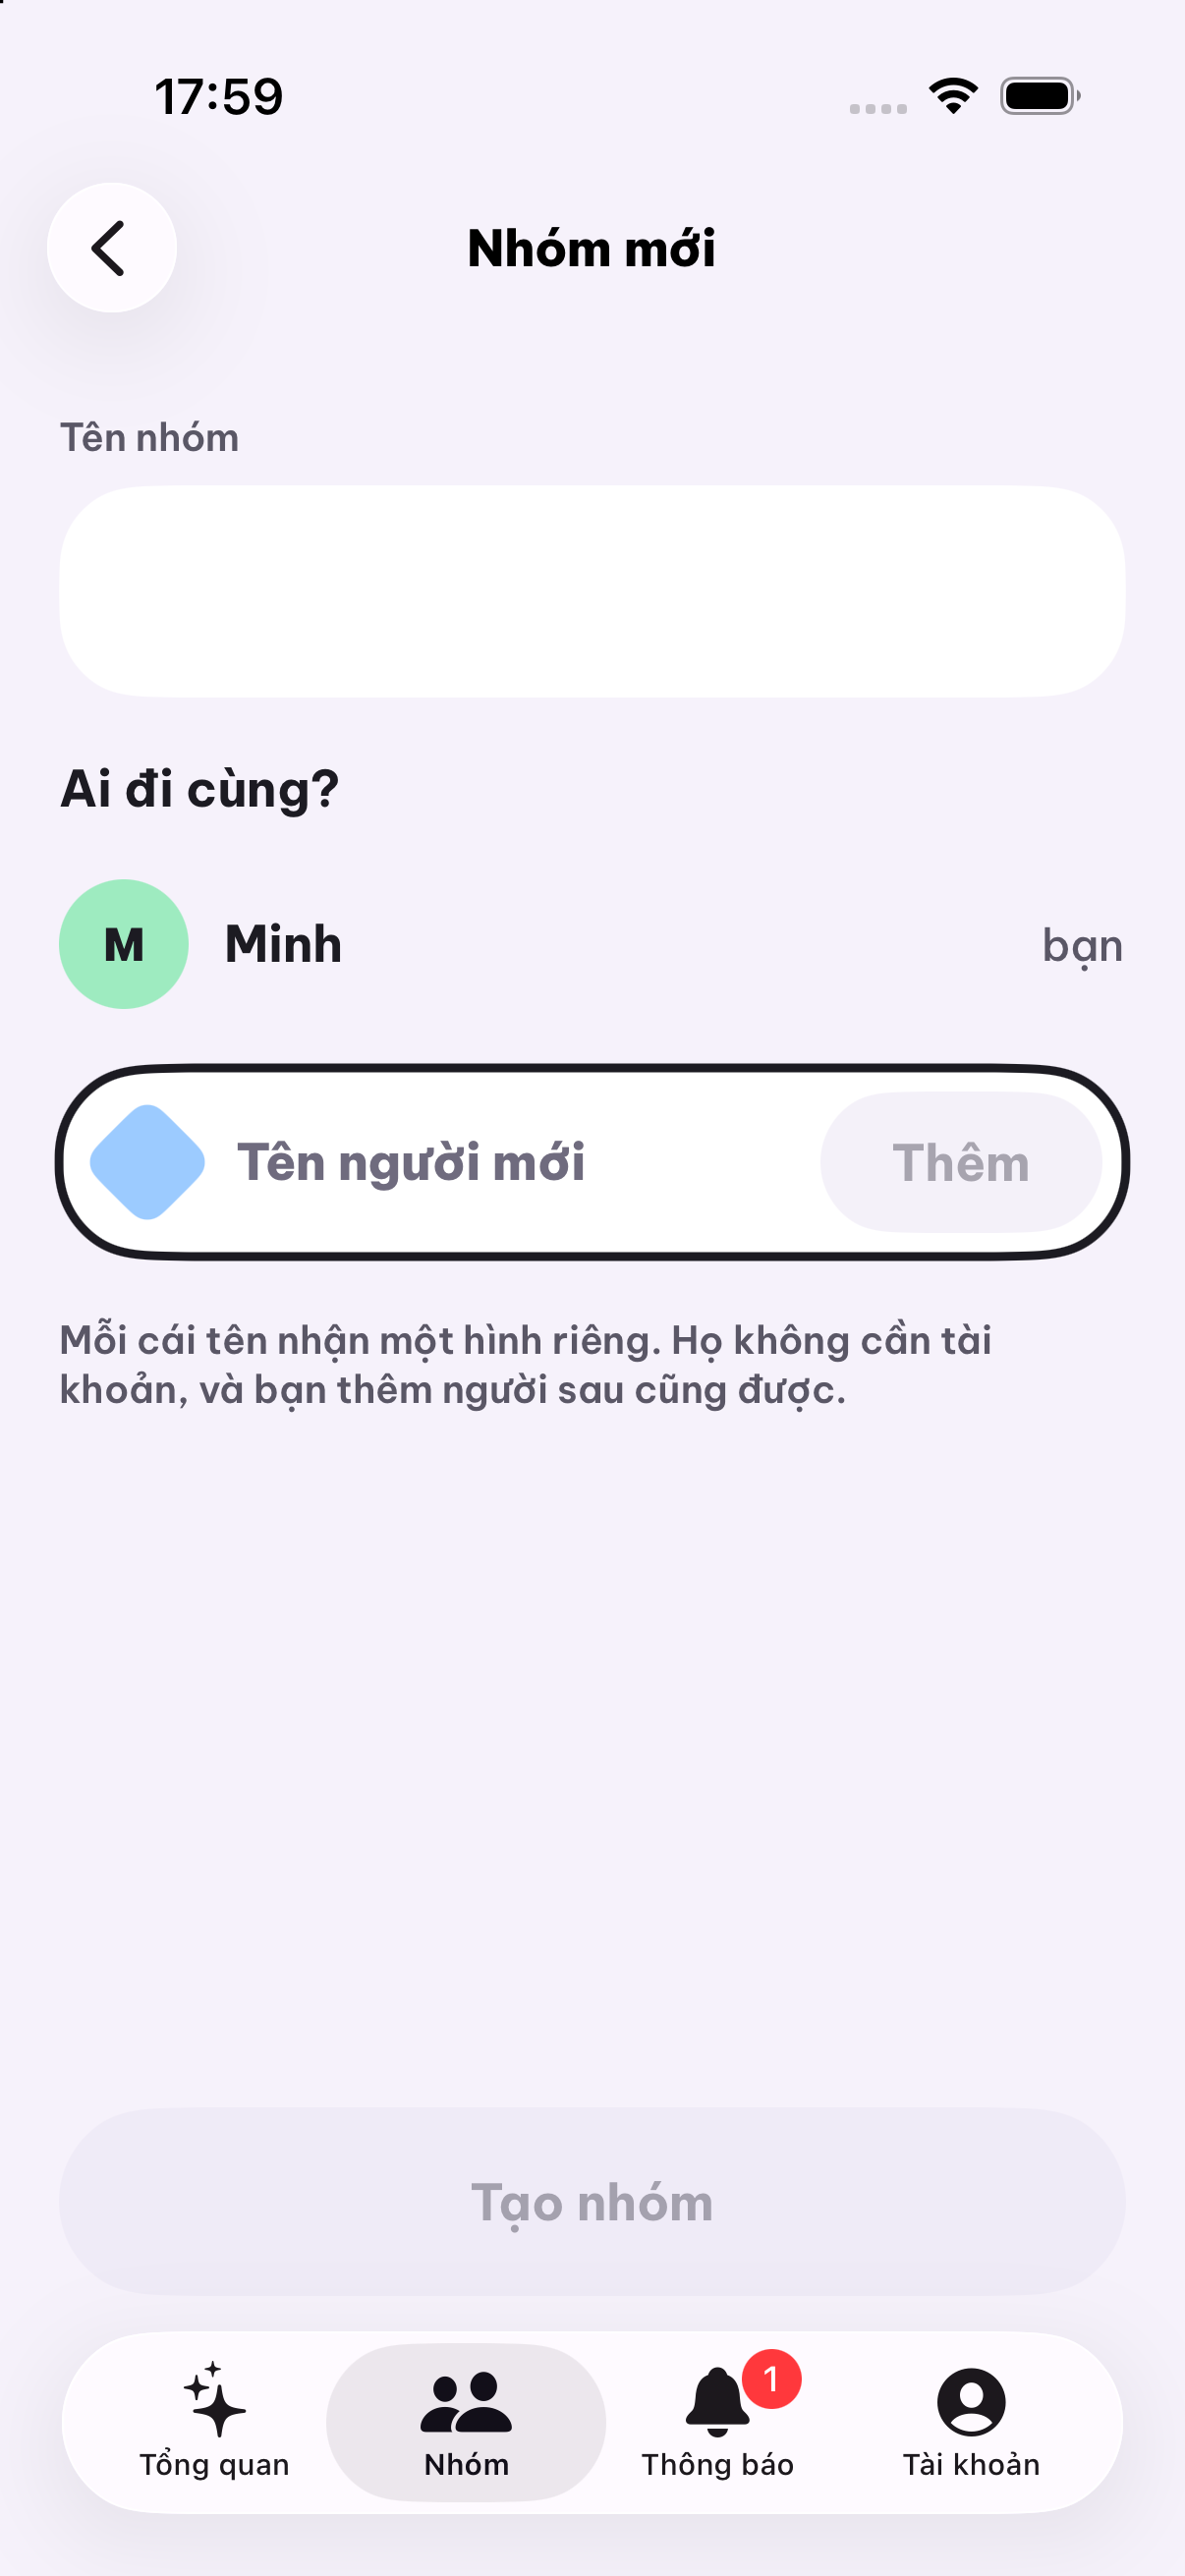 17:59
Nhóm mới
Tên nhóm
Ai đi cùng?
M Minh bạn
Tên người mới Thêm
Mỗi cái tên nhận một hình riêng. Họ không cần tài
khoản, và bạn thêm người sau cũng được.
Tạo nhóm
1
Tổng quan Nhóm Thông báo Tài khoản